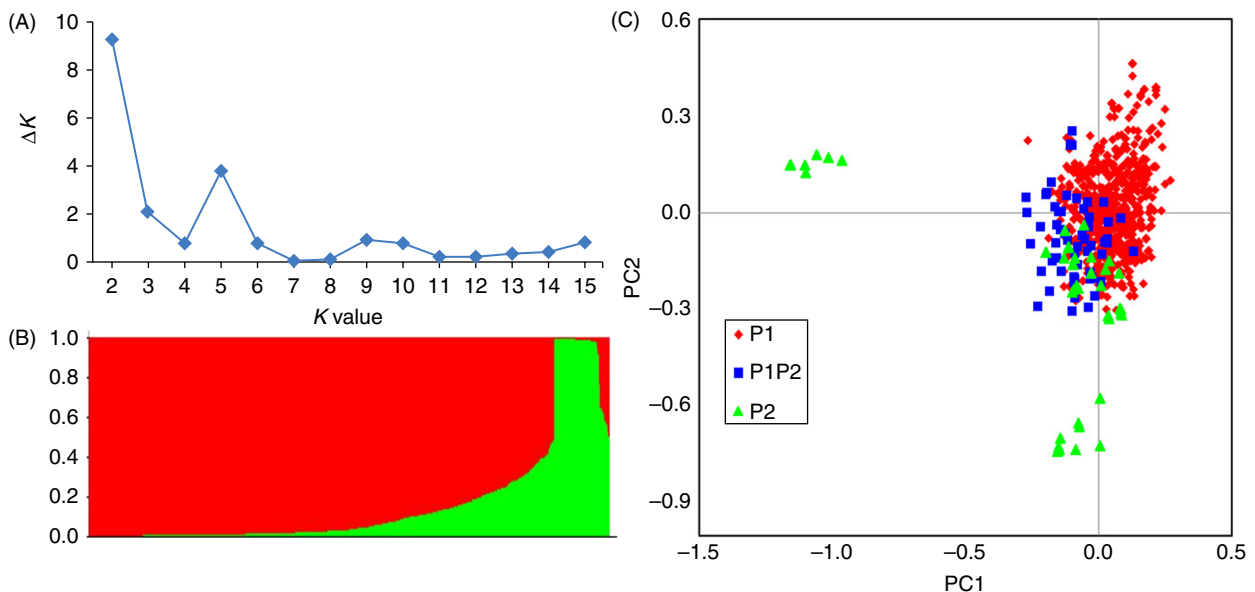 (A)
10
8
6
4
2
0
ΔK
2 3 4 5 6 7 8 9 10 11 12 13 14 15
K value
(B)
1.0
0.8
0.6
0.4
0.2
0.0
(C)
0.6
0.3
0.0
–0.3
–0.6
–0.9
PC2
P1
P1P2
P2
–1.5 –1.0 –0.5 0.0 0.5
PC1